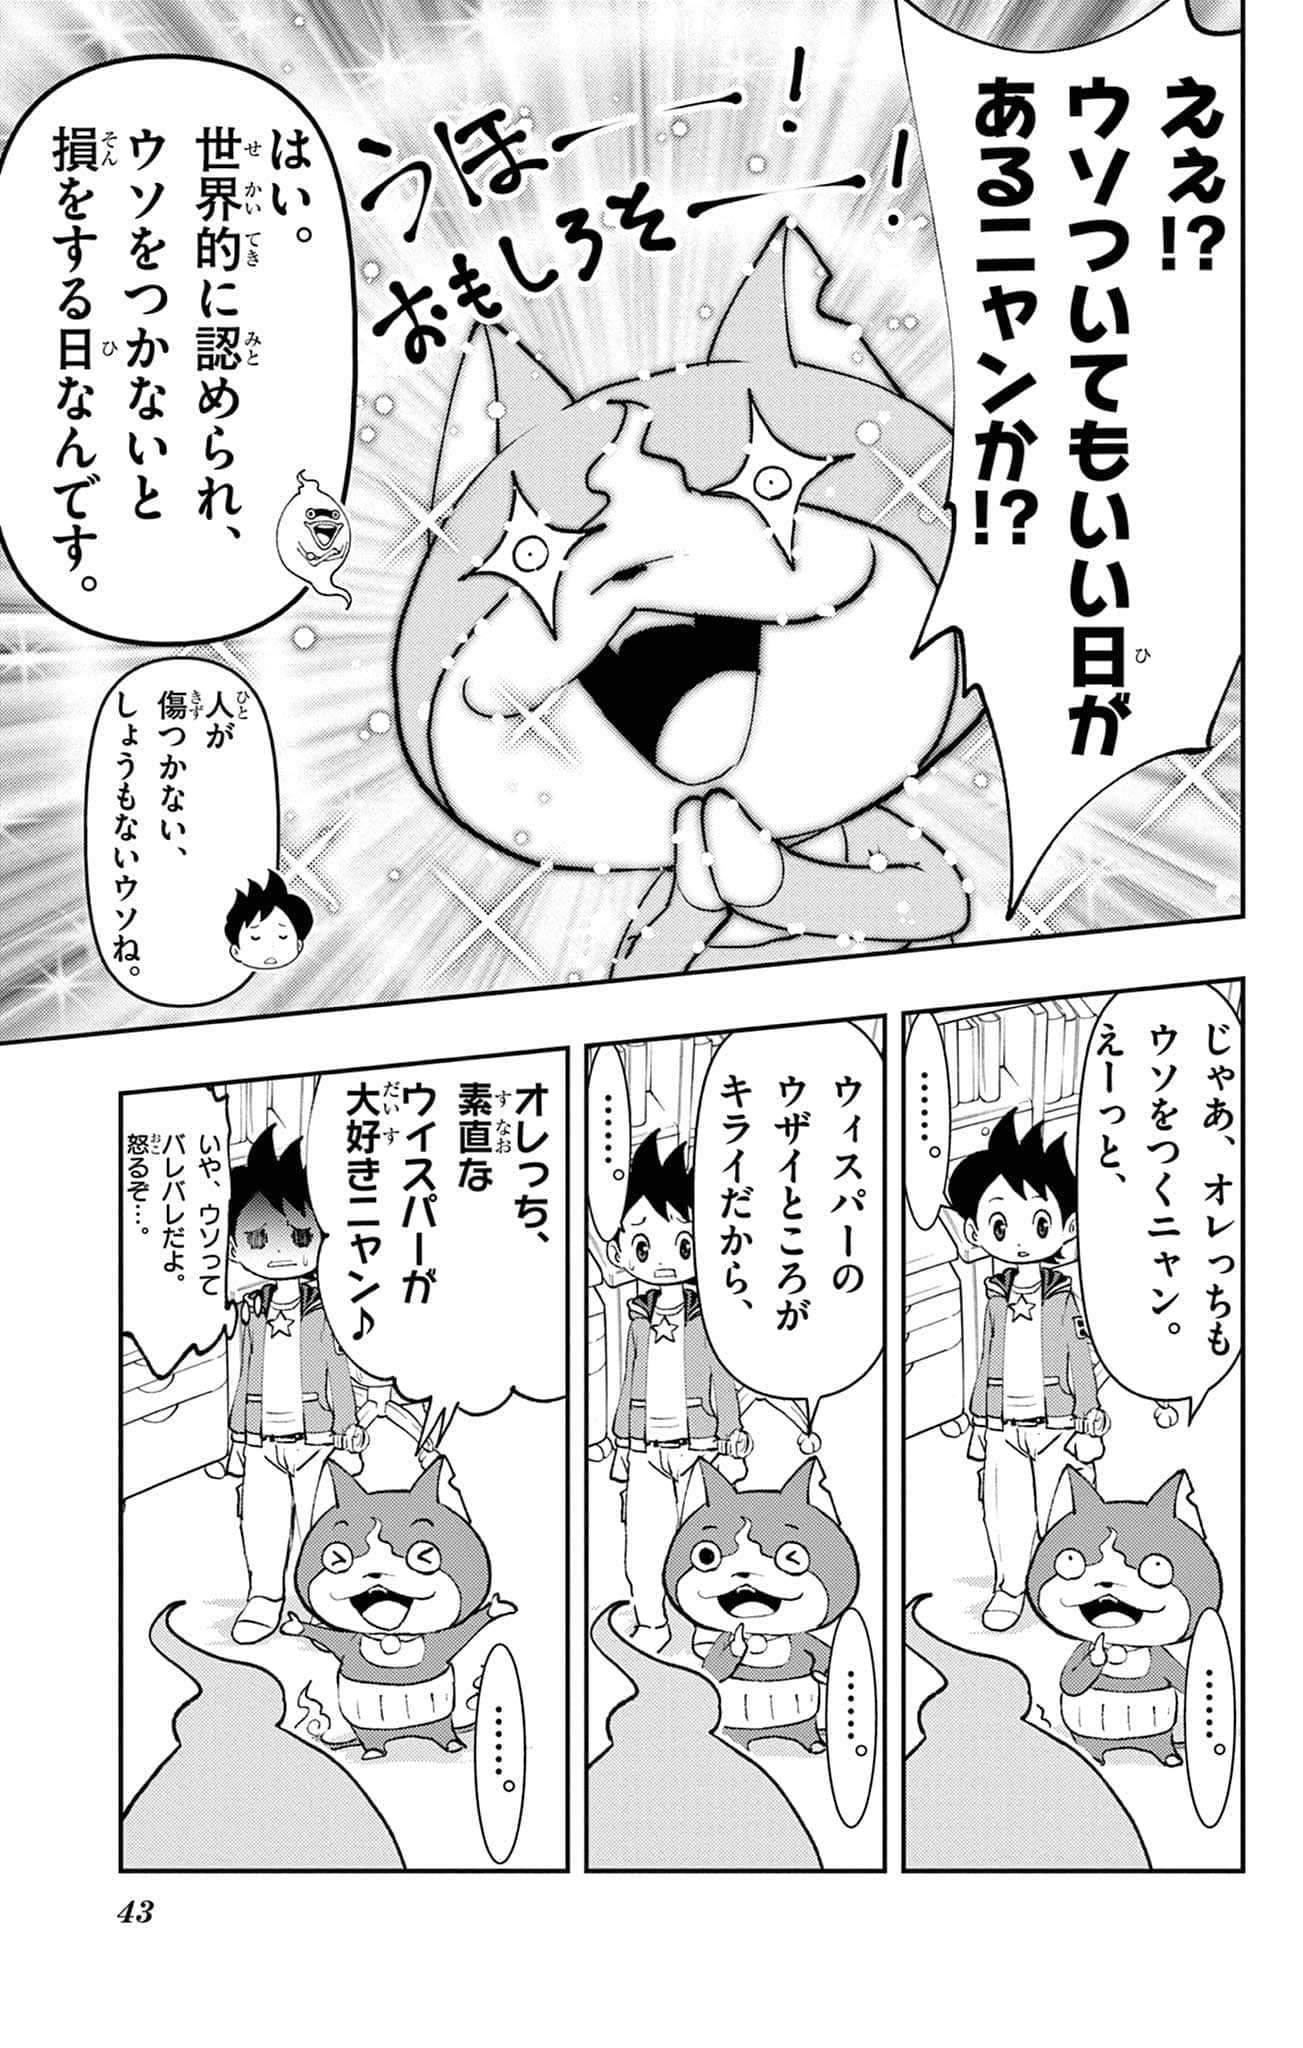 ええ!?
ウソついてもいい日が
あるニャンか!?
うほーー!
おもしろそーー!
はい。
世界的に認められ、
ウソをつかないと
損をする日なんです。
人が
傷つかない、
しょうもないウソね。
じゃあ、オレっちも
ウソをつくニャン。
えーっと、
……。
……。
ウィスパーの
ウザイところが
キライだから、
……。
……。
オレっち、
素直な
ウイスパーが
大好きニャン♪
いや、ウソって
バレバレだよ。
怒るぞ…。
……。
43